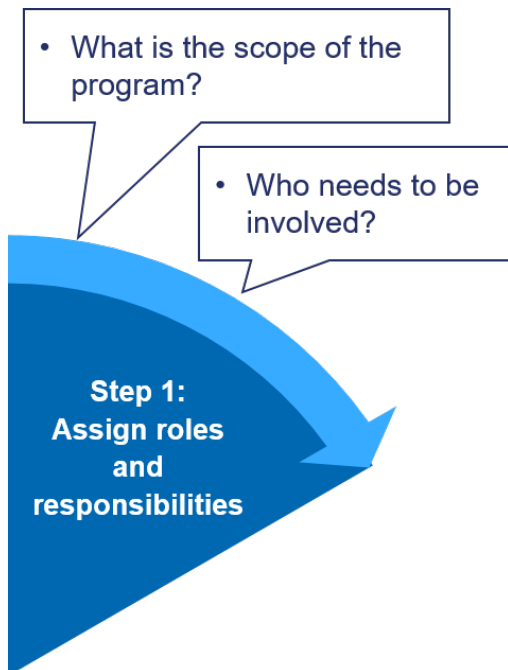 • What is the scope of the
program?
• Who needs to be
involved?
Step 1:
Assign roles
and
responsibilities